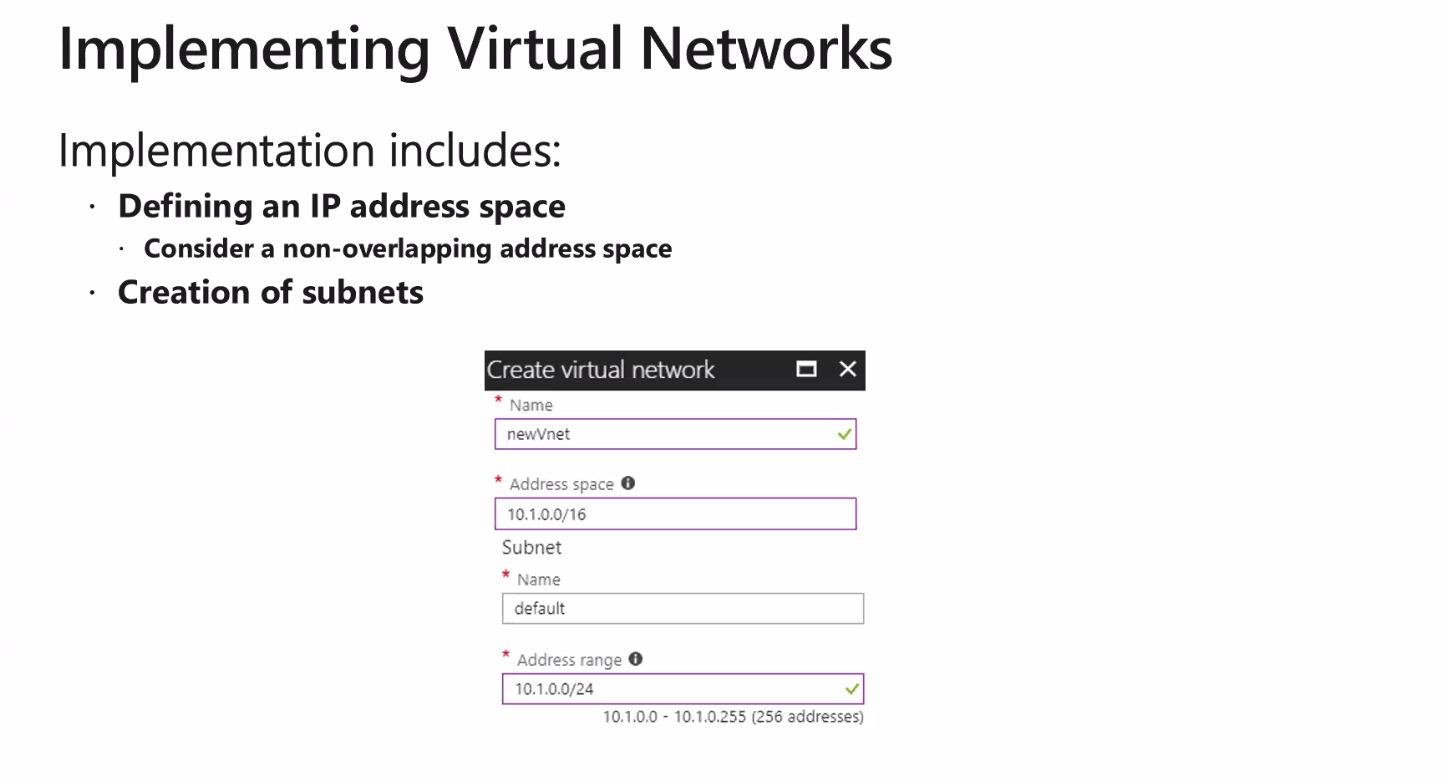 Implementing Virtual Networks
Implementation includes:
· Defining an IP address space
· Consider a non-overlapping address space
· Creation of subnets
Create virtual network
* Name
newVnet
* Address space
10.1.0.0/16
Subnet
* Name
default
* Address range
10.1.0.0/24
10.1.0.0 - 10.1.0.255 (256 addresses)